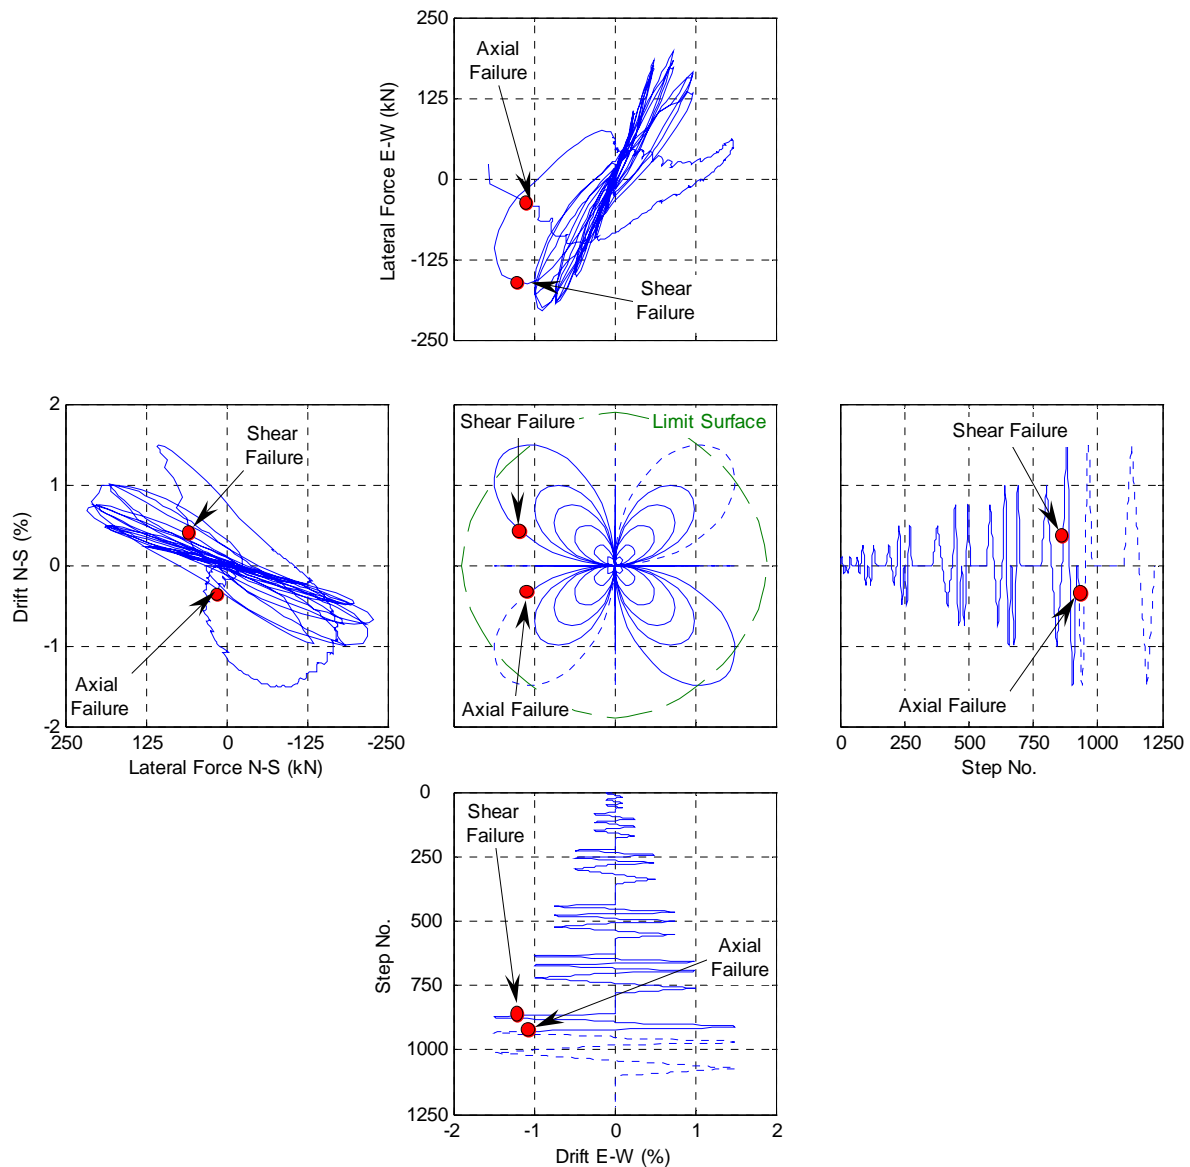 250
125
0
-125
-250
Lateral Force E-W (kN)
Axial
Failure
Shear
Failure
2
1
0
-1
-2
Drift N-S (%)
Shear
Failure
Axial
Failure
250
125
0
-125
-250
Lateral Force N-S (kN)
Shear Failure
Limit Surface
Axial Failure
Shear Failure
Axial Failure
0
250
500
750
1000
1250
Step No.
0
250
500
750
1000
1250
Step No.
Shear
Failure
Axial
Failure
-2
-1
0
1
2
Drift E-W (%)